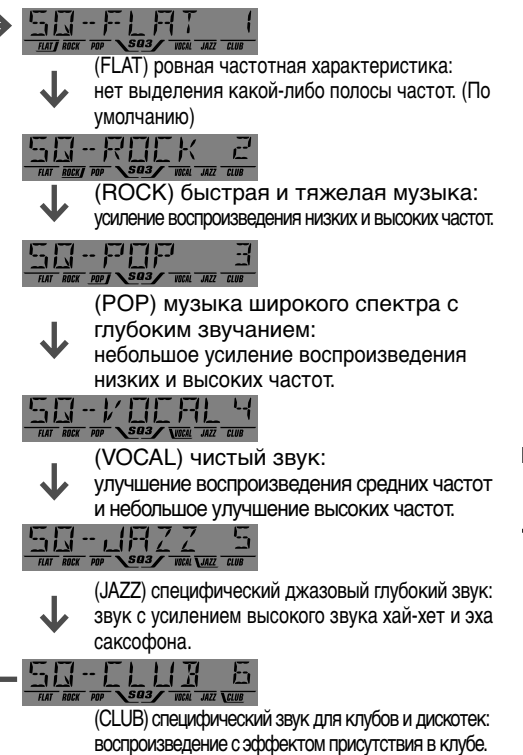 SQ-FLAT 1
FLAT ROCK POP SQ3 VOCAL JAZZ CLUB
(FLAT) ровная частотная характеристика:
нет выделения какой-либо полосы частот. (По
умолчанию)
SQ-ROCK 2
FLAT ROCK POP SQ3 VOCAL JAZZ CLUB
(ROCK) быстрая и тяжелая музыка:
усиление воспроизведения низких и высоких частот.
SQ-POP 3
FLAT ROCK POP SQ3 VOCAL JAZZ CLUB
(POP) музыка широкого спектра с
глубоким звучанием:
небольшое усиление воспроизведения
низких и высоких частот.
SQ-VOCAL 4
FLAT ROCK POP SQ3 VOCAL JAZZ CLUB
(VOCAL) чистый звук:
улучшение воспроизведения средних частот
и небольшое улучшение высоких частот.
SQ-JAZZ 5
FLAT ROCK POP SQ3 VOCAL JAZZ CLUB
(JAZZ) специфический джазовый глубокий звук:
звук с усилением высокого звука хай-хет и эха
саксофона.
SQ-CLUB 6
FLAT ROCK POP SQ3 VOCAL JAZZ CLUB
(CLUB) специфический звук для клубов и дискотек:
воспроизведение с эффектом присутствия в клубе.